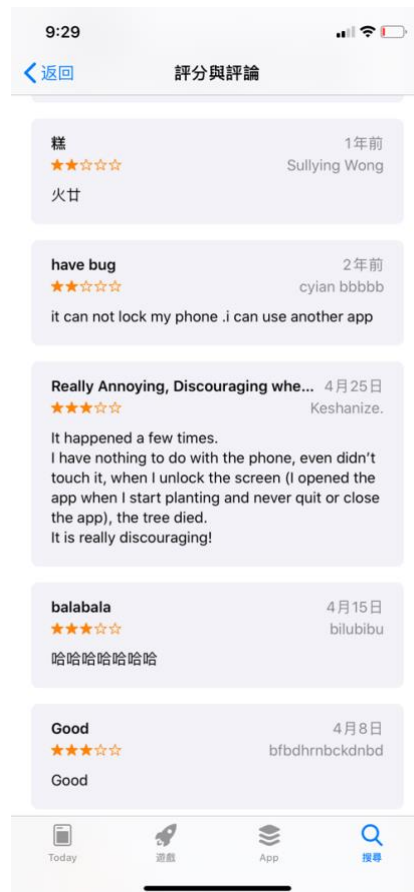 9:29
返回
評分與評論
糕
1年前
Sullying Wong
火廿
have bug
2年前
cyian bbbbb
it can not lock my phone .i can use another app
Really Annoying, Discouraging whe...
4月25日
Keshanize.
It happened a few times.
I have nothing to do with the phone, even didn't
touch it, when I unlock the screen (I opened the
app when I start planting and never quit or close
the app), the tree died.
It is really discouraging!
balabala
4月15日
bilubibu
哈哈哈哈哈哈哈
Good
4月8日
bfbdhrnbckdnbd
Good
Today
遊戲
App
搜尋